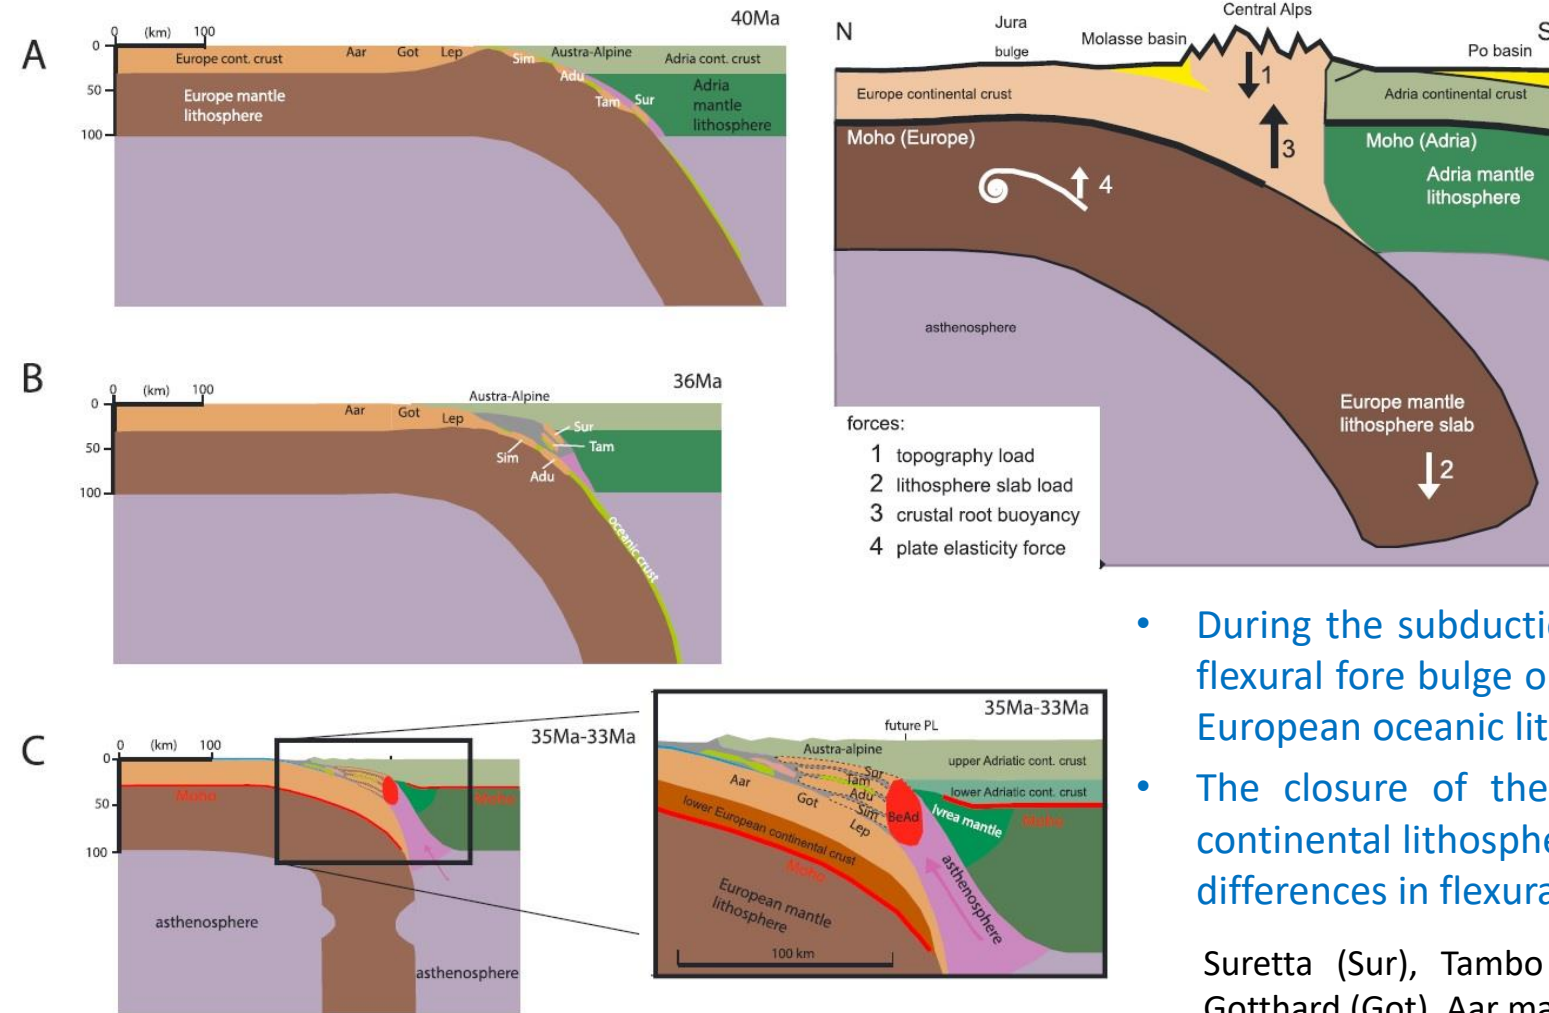 A
40Ma
0 (km) 100
0
50
100
Europe cont. crust
Aar Got Lep
Sim
Austra-Alpine
Adria cont. crust
Adu
Tam
Sur
Europe mantle
lithosphere
Adria
mantle
lithosphere
B
36Ma
0 (km) 100
0
50
100
Aar
Got
Lep
Austra-Alpine
Sur
Tam
Sim
Adu
oceanic crust
C
35Ma-33Ma
0 (km) 100
0
50
100
Moho
Moho
asthenosphere
asthenosphere
35Ma-33Ma
future PL
Austra-alpine
upper Adriatic cont. crust
Sur
Tam
Adu
Sim
Lep
Aar
Got
lower Adriatic cont. crust
BeAd
Ivrea mantle
Moho
lower European continental crust
Moho
European mantle
lithosphere
asthenosphere
100 km
N
S
Jura
bulge
Molasse basin
Central Alps
Po basin
1
Europe continental crust
Adria continental crust
Moho (Europe)
3
Moho (Adria)
4
Adria mantle
lithosphere
asthenosphere
Europe mantle
lithosphere slab
2
forces:
1 topography load
2 lithosphere slab load
3 crustal root buoyancy
4 plate elasticity force
• During the subducti
flexural fore bulge o
European oceanic lit
• The closure of the
continental lithosphe
differences in flexura
Suretta (Sur), Tambo
Gotthard (Got), Aar ma